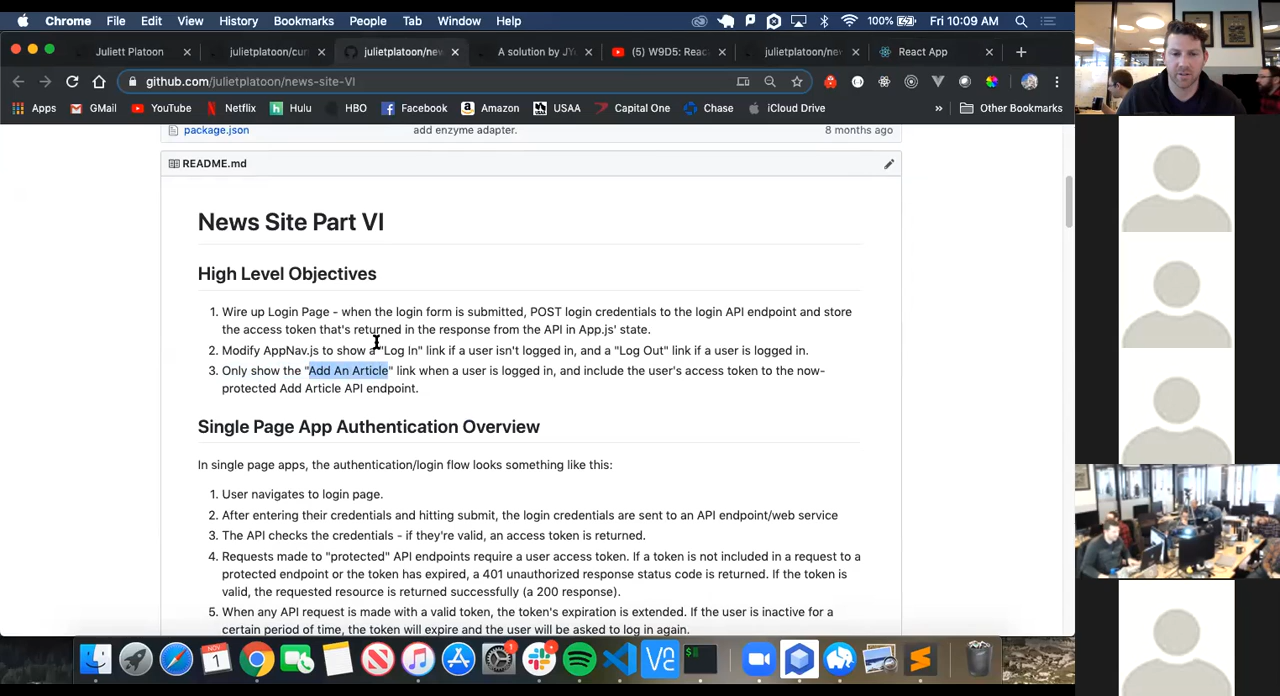 Chrome File Edit View History Bookmarks People Tab Window Help 100% Fri 10:09 AM
Juliett Platoon julietplatoon/cur julietplatoon/new A solution by JY (5) W9D5: Reac julietplatoon/ne React App
github.com/julietplatoon/news-site-VI
Apps GMail YouTube Netflix Hulu HBO Facebook Amazon USAA Capital One Chase iCloud Drive » Other Bookmarks
package.json add enzyme adapter. 8 months ago
README.md
News Site Part VI
High Level Objectives
1. Wire up Login Page - when the login form is submitted, POST login credentials to the login API endpoint and store
the access token that's returned in the response from the API in App.js' state.
2. Modify AppNav.js to show a "Log In" link if a user isn't logged in, and a "Log Out" link if a user is logged in.
3. Only show the "Add An Article" link when a user is logged in, and include the user's access token to the now-
protected Add Article API endpoint.
Single Page App Authentication Overview
In single page apps, the authentication/login flow looks something like this:
1. User navigates to login page.
2. After entering their credentials and hitting submit, the login credentials are sent to an API endpoint/web service
3. The API checks the credentials - if they're valid, an access token is returned.
4. Requests made to "protected" API endpoints require a user access token. If a token is not included in a request to a
protected endpoint or the token has expired, a 401 unauthorized response status code is returned. If the token is
valid, the requested resource is returned successfully (a 200 response).
5. When any API request is made with a valid token, the token's expiration is extended. If the user is inactive for a
certain period of time, the token will expire and the user will be asked to log in again.
NOV 1